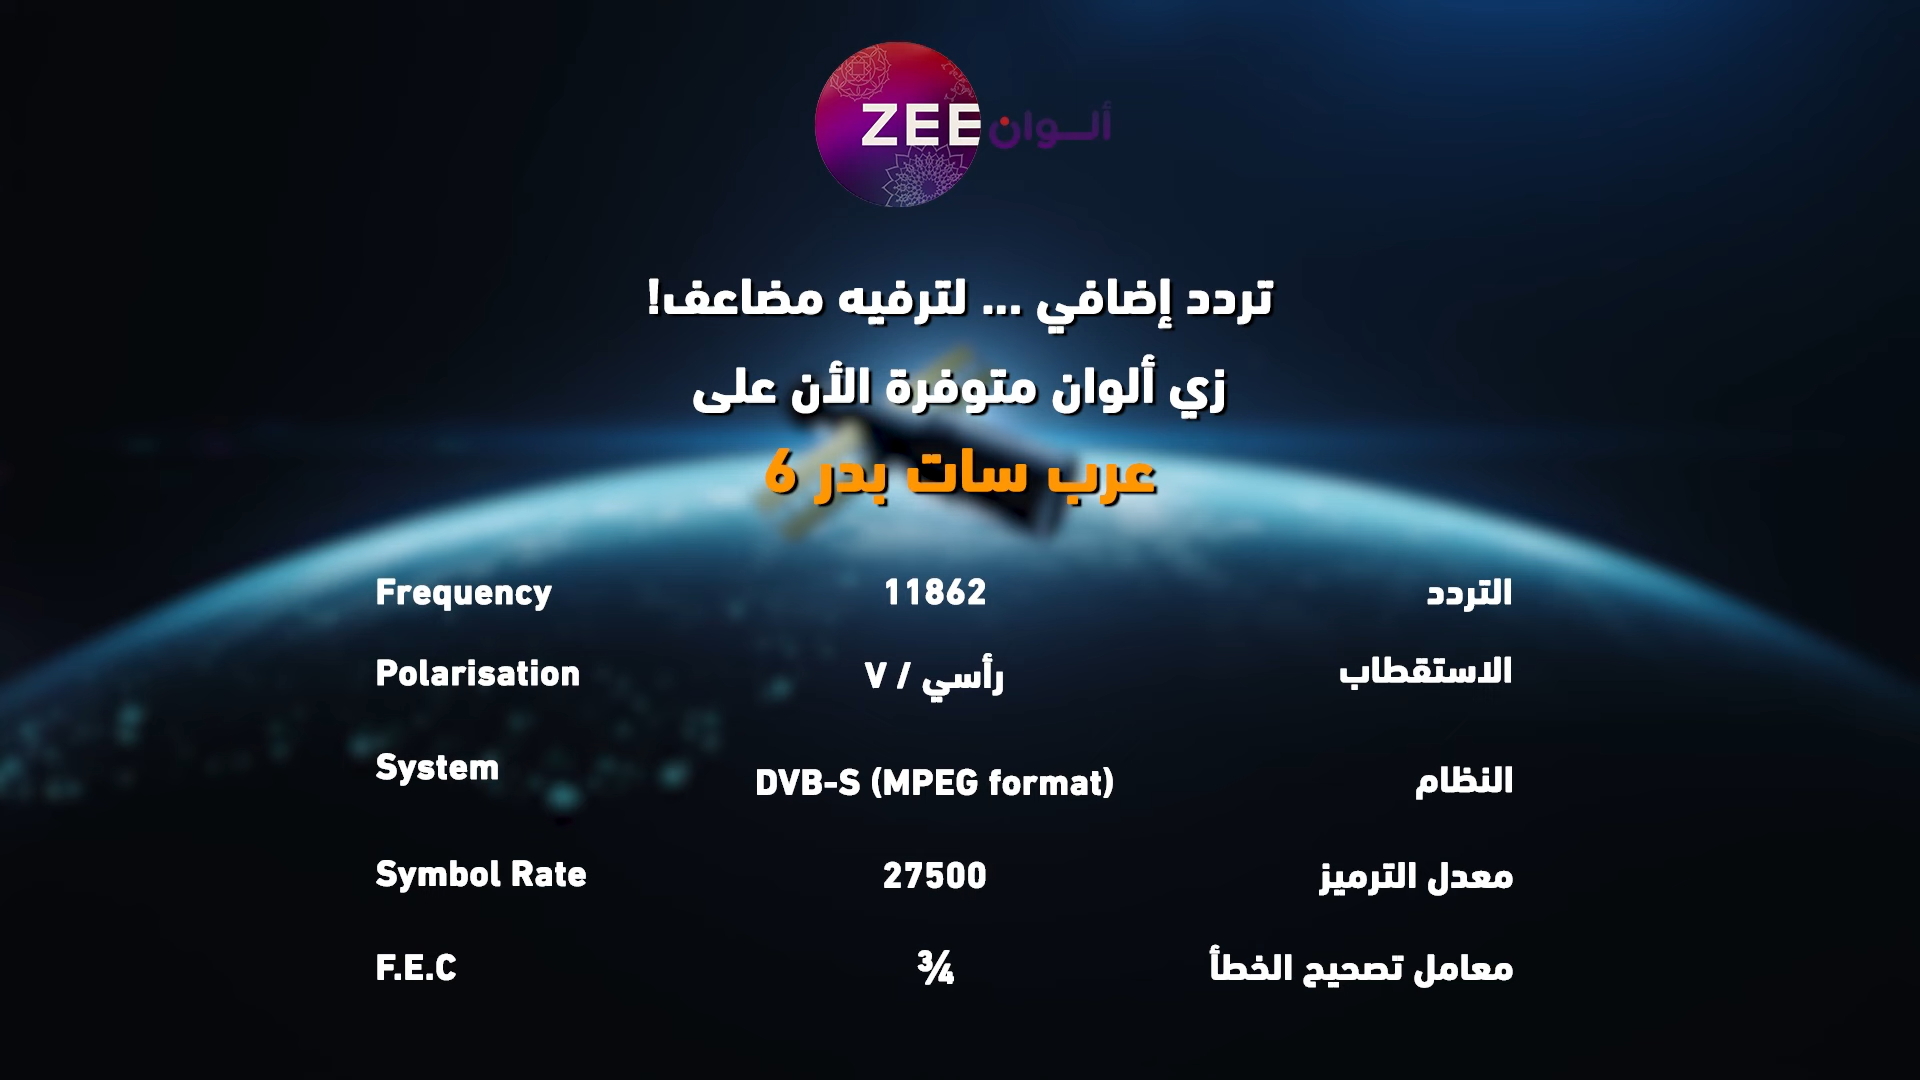 ZEE ألوان
تردد إضافي ... لترفيه مضاعف!
زي ألوان متوفرة الأن على
عرب سات بدر 6
Frequency 11862 التردد
Polarisation رأسي / V الاستقطاب
System DVB-S (MPEG format) النظام
Symbol Rate 27500 معدل الترميز
F.E.C ¾ معامل تصحيح الخطأ